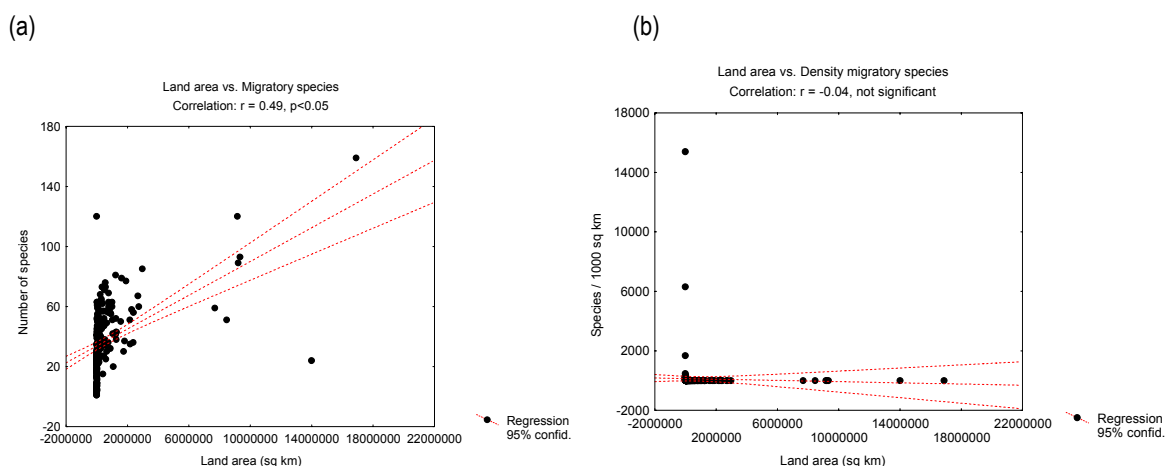 (a)
Land area vs. Migratory species
Correlation: r = 0.49, p<0.05
Number of species
180
140
100
60
20
-20
-2000000 2000000 6000000 10000000 14000000 18000000 22000000
Land area (sq km)
Regression
95% confid.
(b)
Land area vs. Density migratory species
Correlation: r = -0.04, not significant
Species / 1000 sq km
18000
14000
10000
6000
2000
-2000
-2000000 2000000 6000000 10000000 14000000 18000000 22000000
Land area (sq km)
Regression
95% confid.